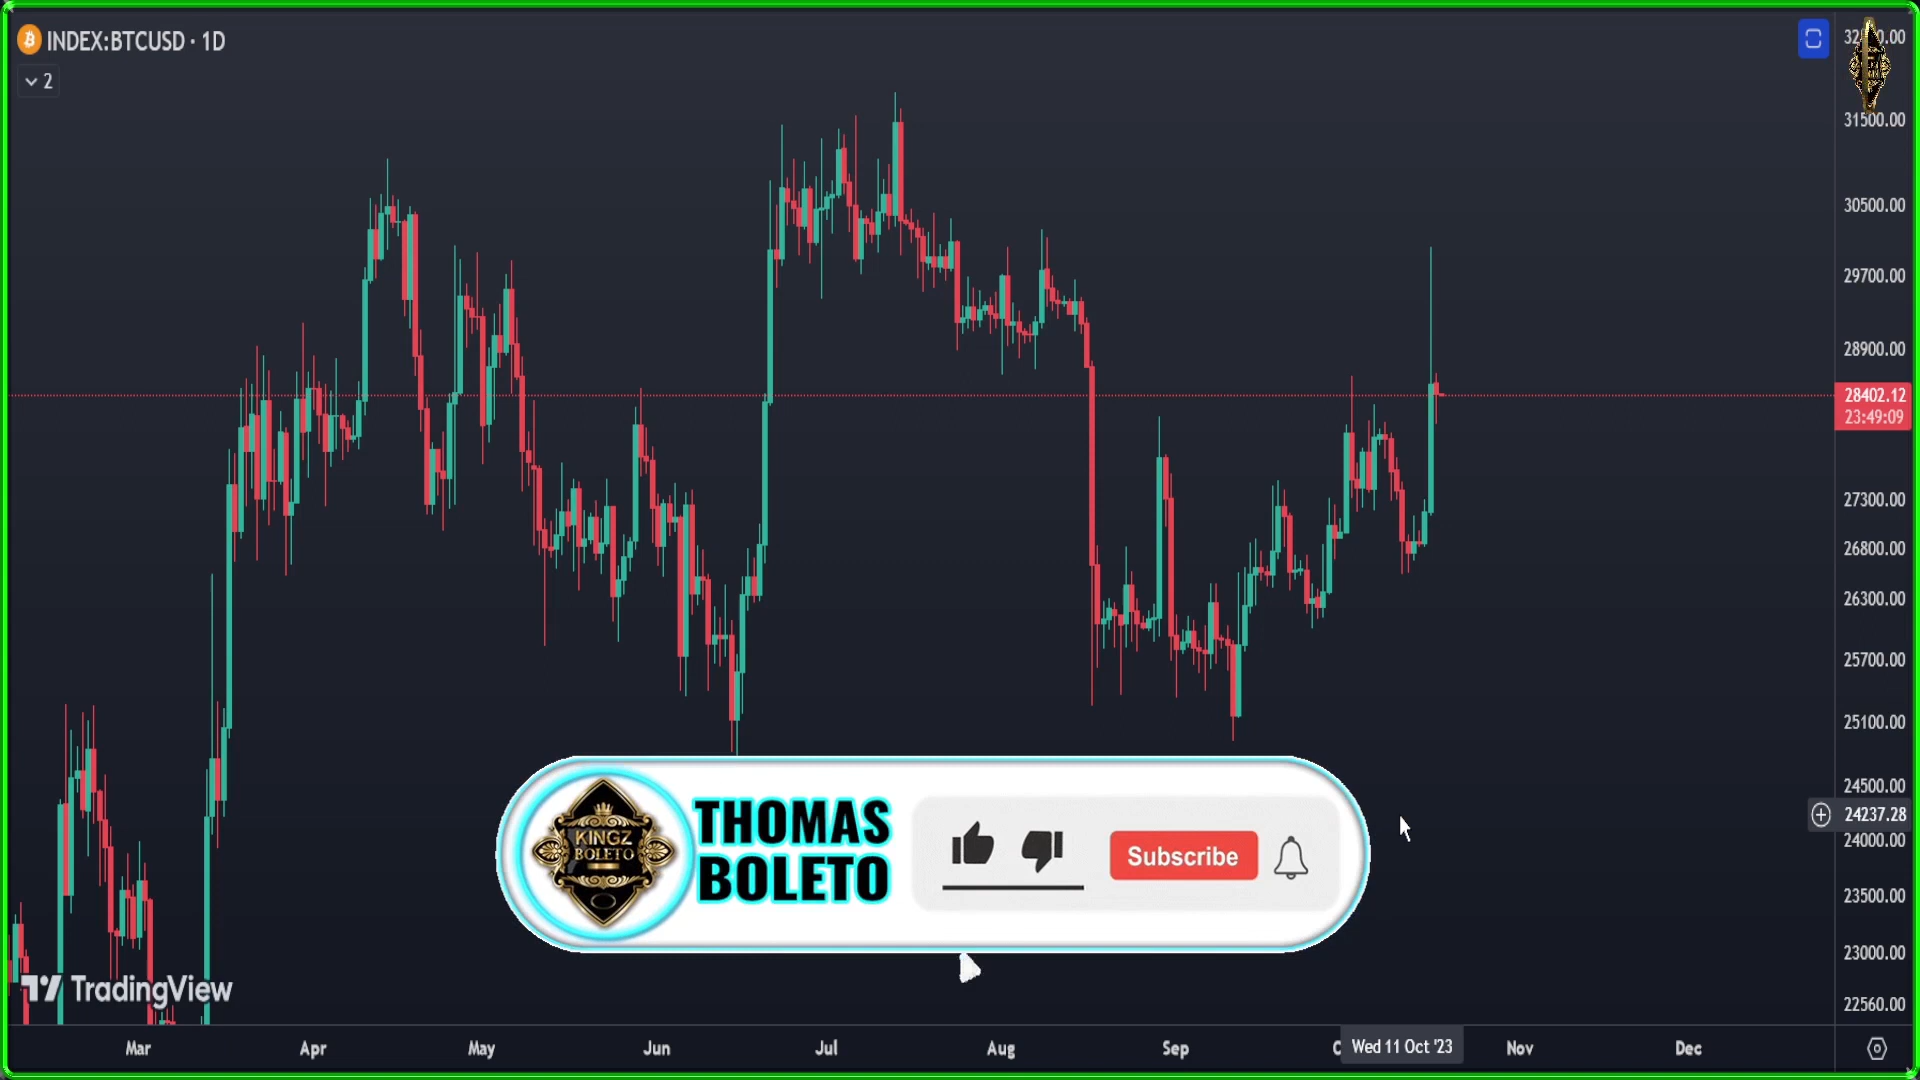 INDEX:BTCUSD · 1D
2
31500.00
30500.00
29700.00
28900.00
28402.12
23:49:09
27300.00
26800.00
26300.00
25700.00
25100.00
24500.00
24237.28
24000.00
23500.00
23000.00
22560.00
KINGZ
BOLETO
THOMAS
BOLETO
Subscribe
TradingView
Mar
Apr
May
Jun
Jul
Aug
Sep
Wed 11 Oct '23
Nov
Dec